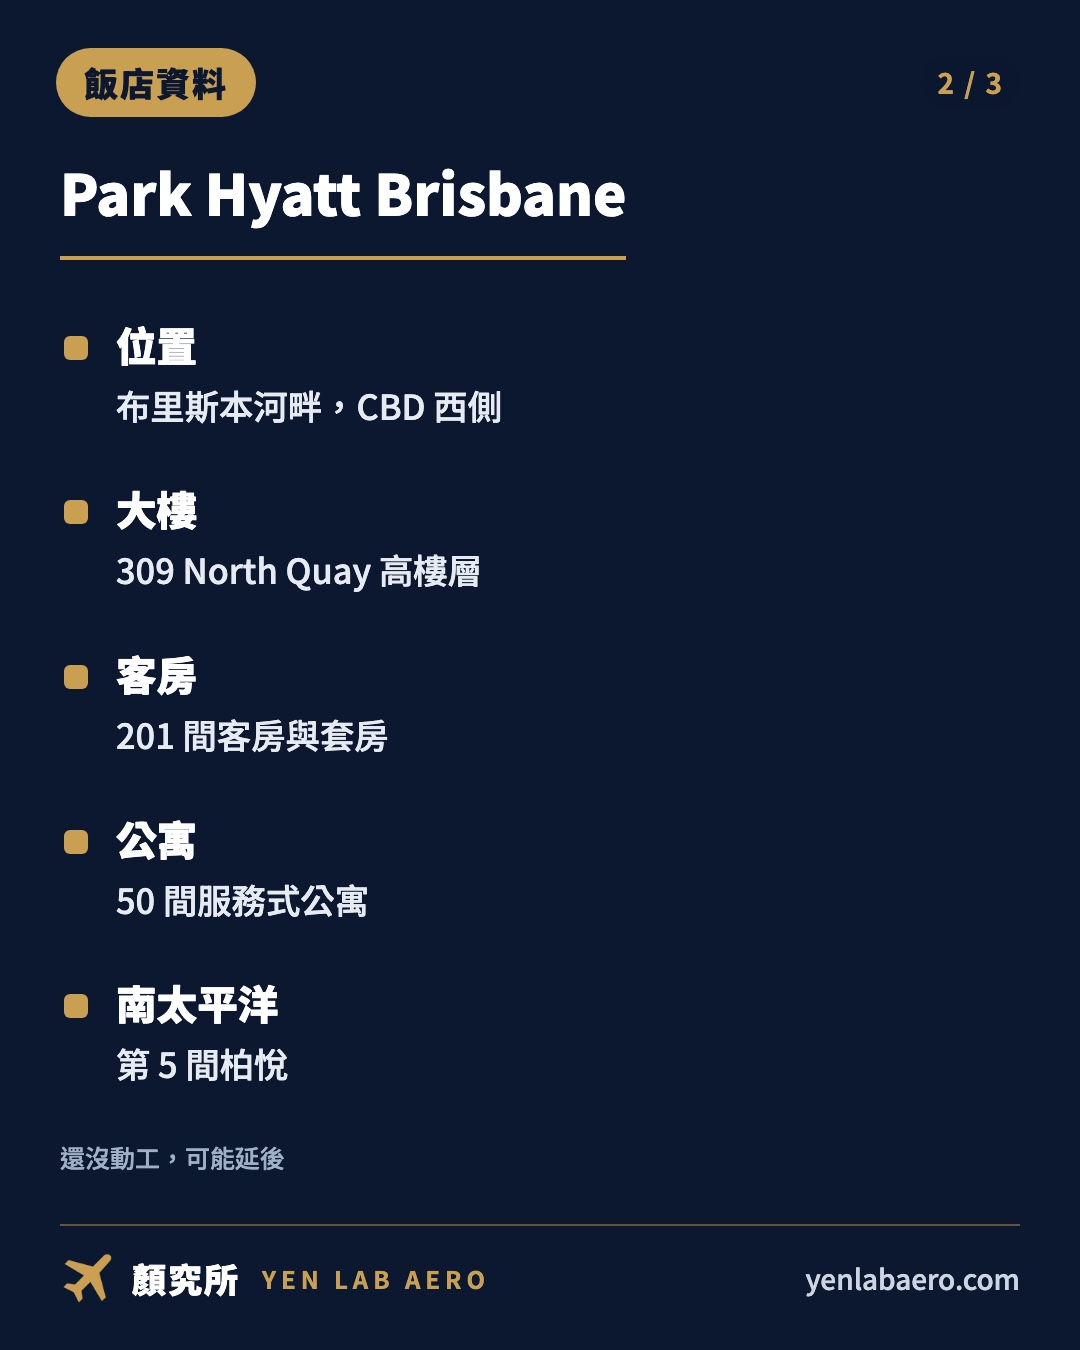 飯店資料
2 / 3
Park Hyatt Brisbane
位置
布里斯本河畔，CBD 西側
大樓
309 North Quay 高樓層
客房
201 間客房與套房
公寓
50 間服務式公寓
南太平洋
第 5 間柏悅
還沒動工，可能延後
顏究所 YEN LAB AERO
yenlabaero.com